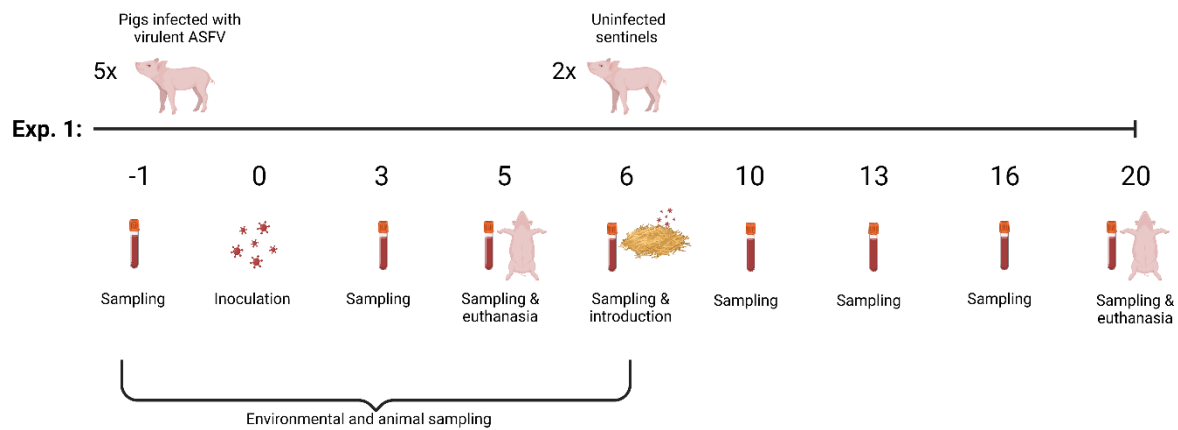 Pigs infected with
virulent ASFV
Uninfected
sentinels
5x
2x
Exp. 1:
-1 0 3 5 6 10 13 16 20
Sampling Inoculation Sampling Sampling & Sampling & Sampling Sampling Sampling Sampling &
euthanasia introduction euthanasia
Environmental and animal sampling